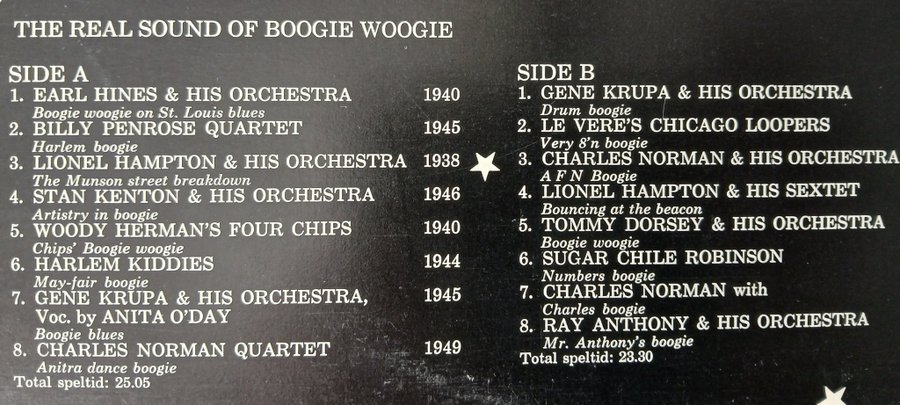 THE REAL SOUND OF BOOGIE WOOGIE
SIDE A
1. EARL HINES & HIS ORCHESTRA 1940
Boogie woogie on St. Louis blues
2. BILLY PENROSE QUARTET 1945
Harlem boogie
3. LIONEL HAMPTON & HIS ORCHESTRA 1938
The Munson street breakdown
4. STAN KENTON & HIS ORCHESTRA 1946
Artistry in boogie
5. WOODY HERMAN'S FOUR CHIPS 1940
Chips' Boogie woogie
6. HARLEM KIDDIES 1944
May-fair boogie
7. GENE KRUPA & HIS ORCHESTRA, 1945
Voc. by ANITA O'DAY
Boogie blues
8. CHARLES NORMAN QUARTET 1949
Anitra dance boogie
Total speltid: 25.05
SIDE B
1. GENE KRUPA & HIS ORCHESTRA
Drum boogie
2. LE VERE'S CHICAGO LOOPERS
Very 8'n boogie
3. CHARLES NORMAN & HIS ORCHESTRA
A F N Boogie
4. LIONEL HAMPTON & HIS SEXTET
Bouncing at the beacon
5. TOMMY DORSEY & HIS ORCHESTRA
Boogie woogie
6. SUGAR CHILE ROBINSON
Numbers boogie
7. CHARLES NORMAN with
Charles boogie
8. RAY ANTHONY & HIS ORCHESTRA
Mr. Anthony's boogie
Total speltid: 23.30